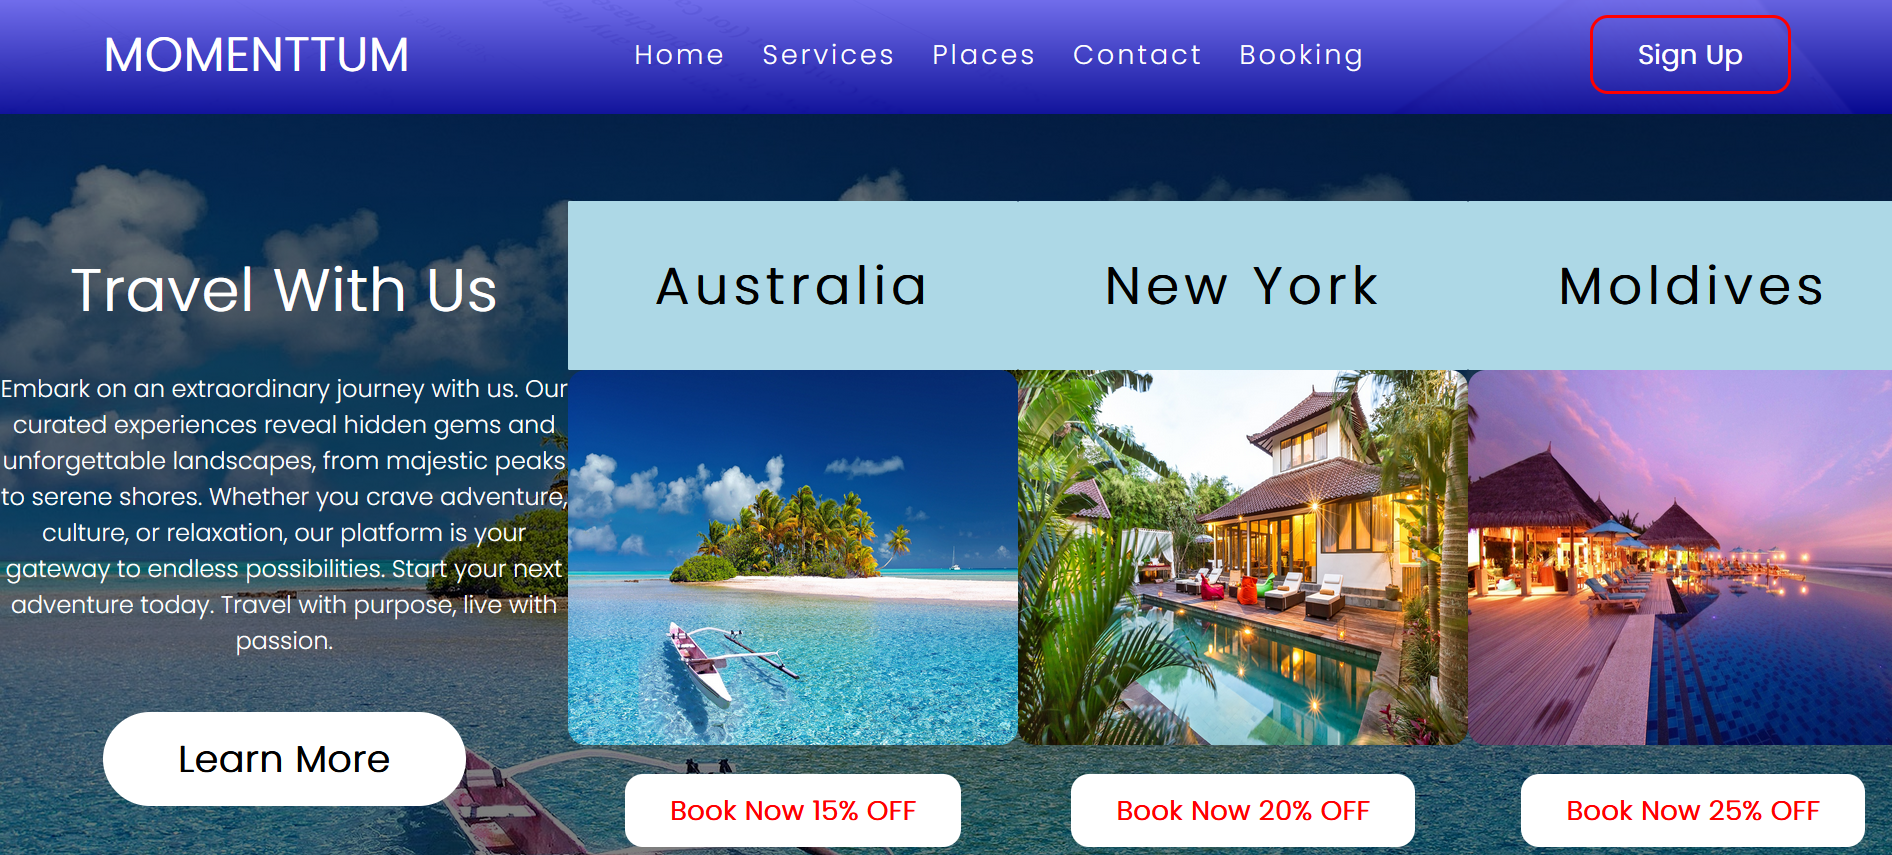 MOMENTTUM
Home Services Places Contact Booking
Sign Up
Travel With Us
Embark on an extraordinary journey with us. Our
curated experiences reveal hidden gems and
unforgettable landscapes, from majestic peaks
to serene shores. Whether you crave adventure,
culture, or relaxation, our platform is your
gateway to endless possibilities. Start your next
adventure today. Travel with purpose, live with
passion.
Learn More
Australia
Book Now 15% OFF
New York
Book Now 20% OFF
Moldives
Book Now 25% OFF